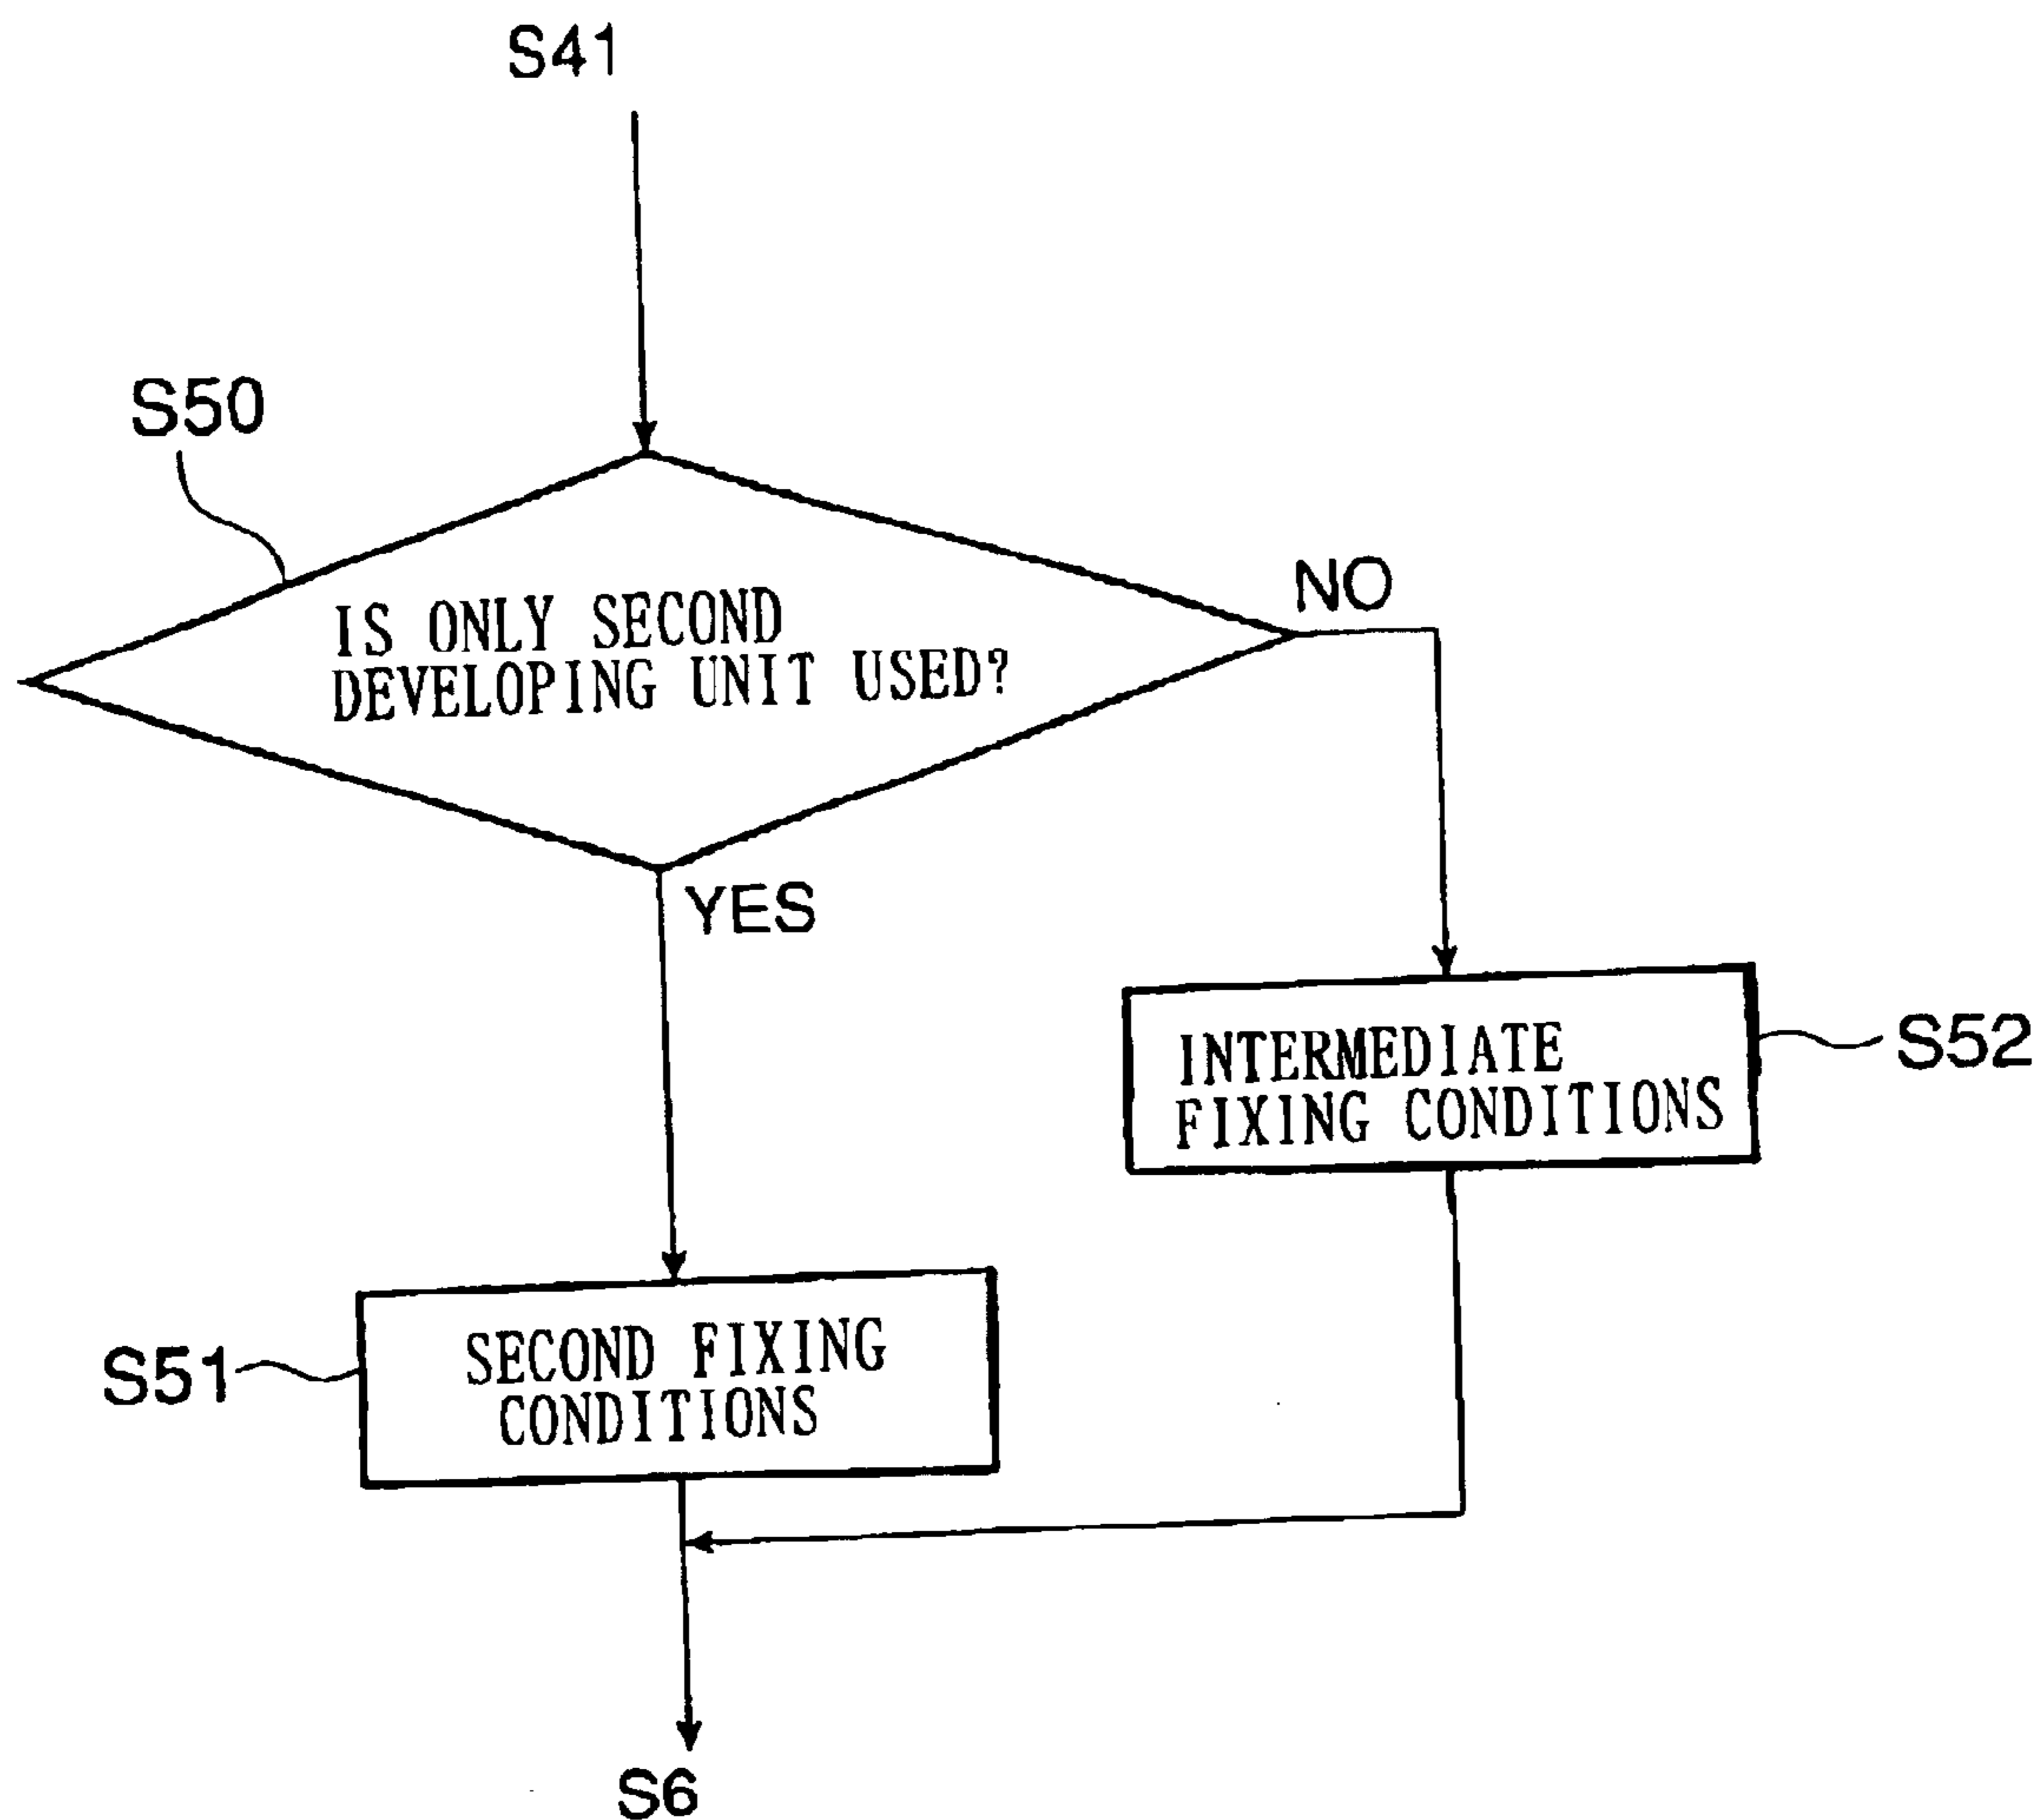 S41
S50
IS ONLY SECOND
DEVELOPING UNIT USED?
NO
YES
INTERMEDIATE
FIXING CONDITIONS
S52
SECOND FIXING
CONDITIONS
S51
S6